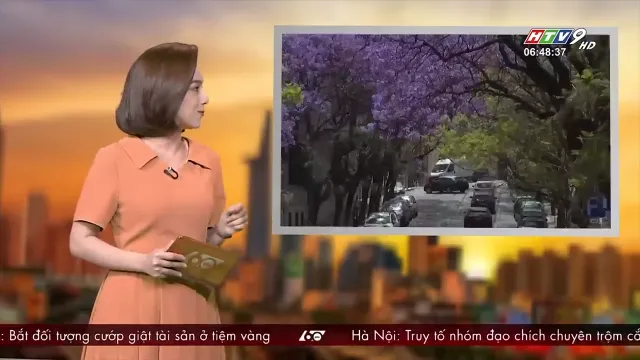 HTV9 HD
06:48:37
: Bắt đối tượng cướp giật tài sản ở tiệm vàng
60
Hà Nội: Truy tố nhóm đạo chích chuyên trộm